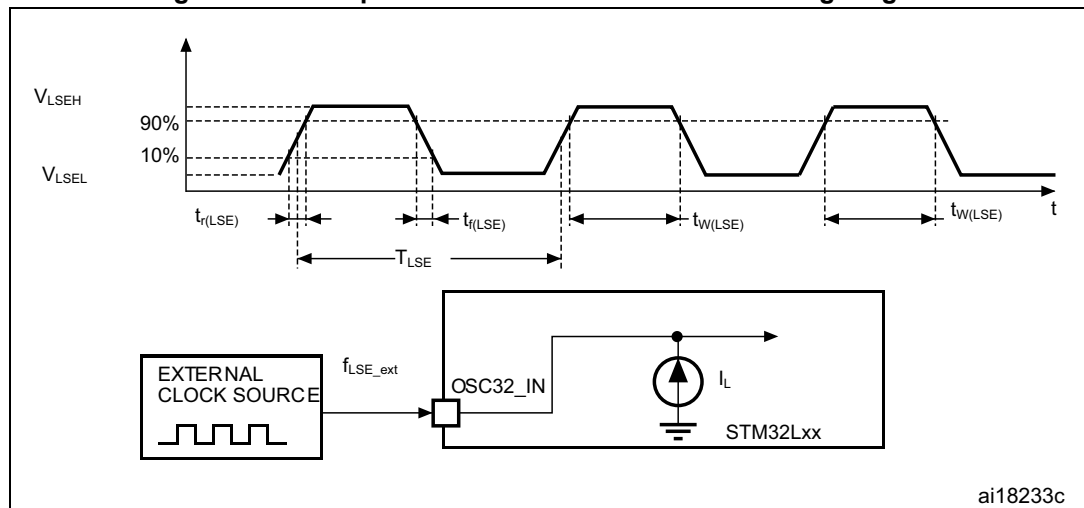 V_LSEH
90%
10%
V_LSEL
t_r(LSE)
t_f(LSE)
t_W(LSE)
t_W(LSE)
t
T_LSE
EXTERNAL
CLOCK SOURCE
f_LSE_ext
OSC32_IN
I_L
STM32Lxx
ai18233c